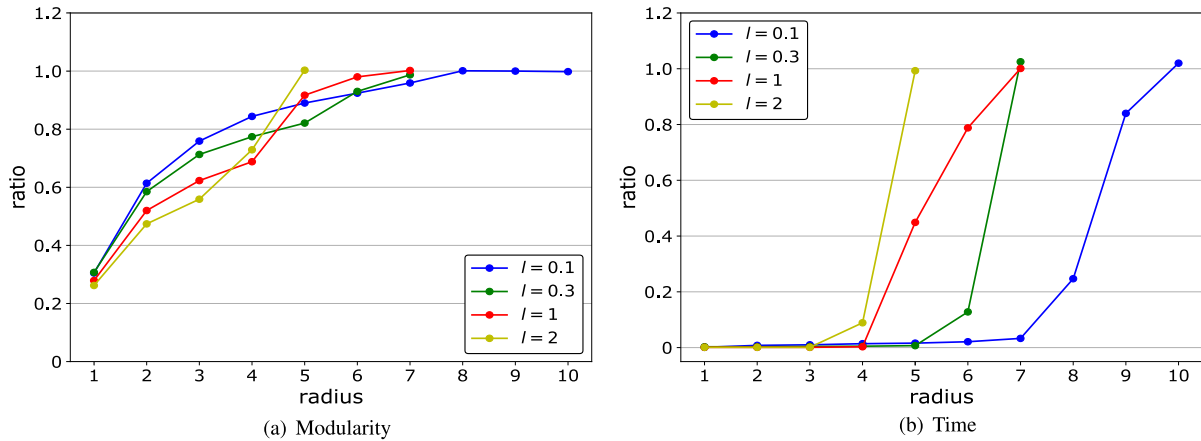 1.2
1.0
0.8
0.6
0.4
0.2
0
ratio
1 2 3 4 5 6 7 8 9 10
radius
l = 0.1
l = 0.3
l = 1
l = 2
(a) Modularity
1.2
1.0
0.8
0.6
0.4
0.2
0
ratio
l = 0.1
l = 0.3
l = 1
l = 2
1 2 3 4 5 6 7 8 9 10
radius
(b) Time